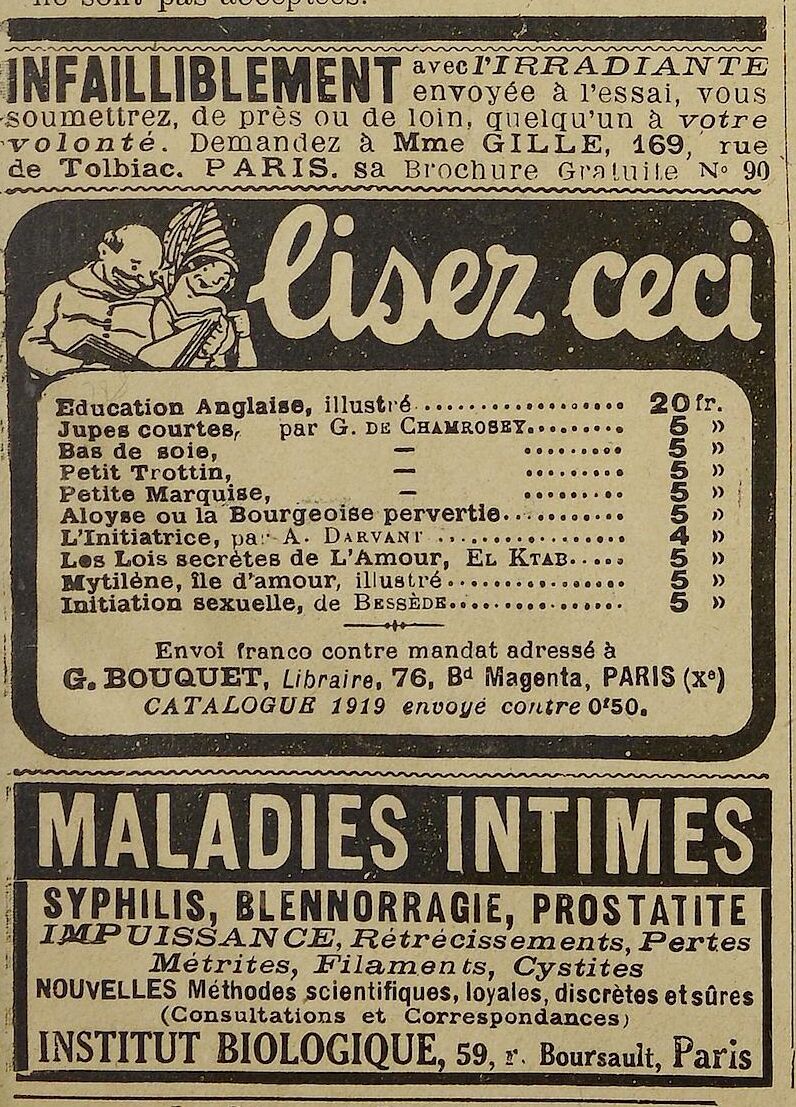 ne sont pas acceptées.
INFAILLIBLEMENT avec l'IRRADIANTE
envoyée à l'essai, vous
soumettrez, de près ou de loin, quelqu'un à votre
volonté. Demandez à Mme GILLE, 169, rue
de Tolbiac. PARIS. sa Brochure Gratuite N° 90
lisez ceci
Education Anglaise, illustré .................... 20 fr.
Jupes courtes, par G. DE CHAMROSEY......... 5 »
Bas de soie, — ......... 5 »
Petit Trottin, — ......... 5 »
Petite Marquise, — ......... 5 »
Aloyse ou la Bourgeoise pervertie........... 5 »
L'Initiatrice, par A. DARVANT ................. 4 »
Les Lois secrètes de L'Amour, EL KTAB..... 5 »
Mytilène, île d'amour, illustré................ 5 »
Initiation sexuelle, de BESSÈDE................ 5 »
Envoi franco contre mandat adressé à
G. BOUQUET, Libraire, 76, Bd Magenta, PARIS (Xe)
CATALOGUE 1919 envoyé contre 0f50.
MALADIES INTIMES
SYPHILIS, BLENNORRAGIE, PROSTATITE
IMPUISSANCE, Rétrécissements, Pertes
Métrites, Filaments, Cystites
NOUVELLES Méthodes scientifiques, loyales, discrètes et sûres
(Consultations et Correspondances)
INSTITUT BIOLOGIQUE, 59, r. Boursault, Paris